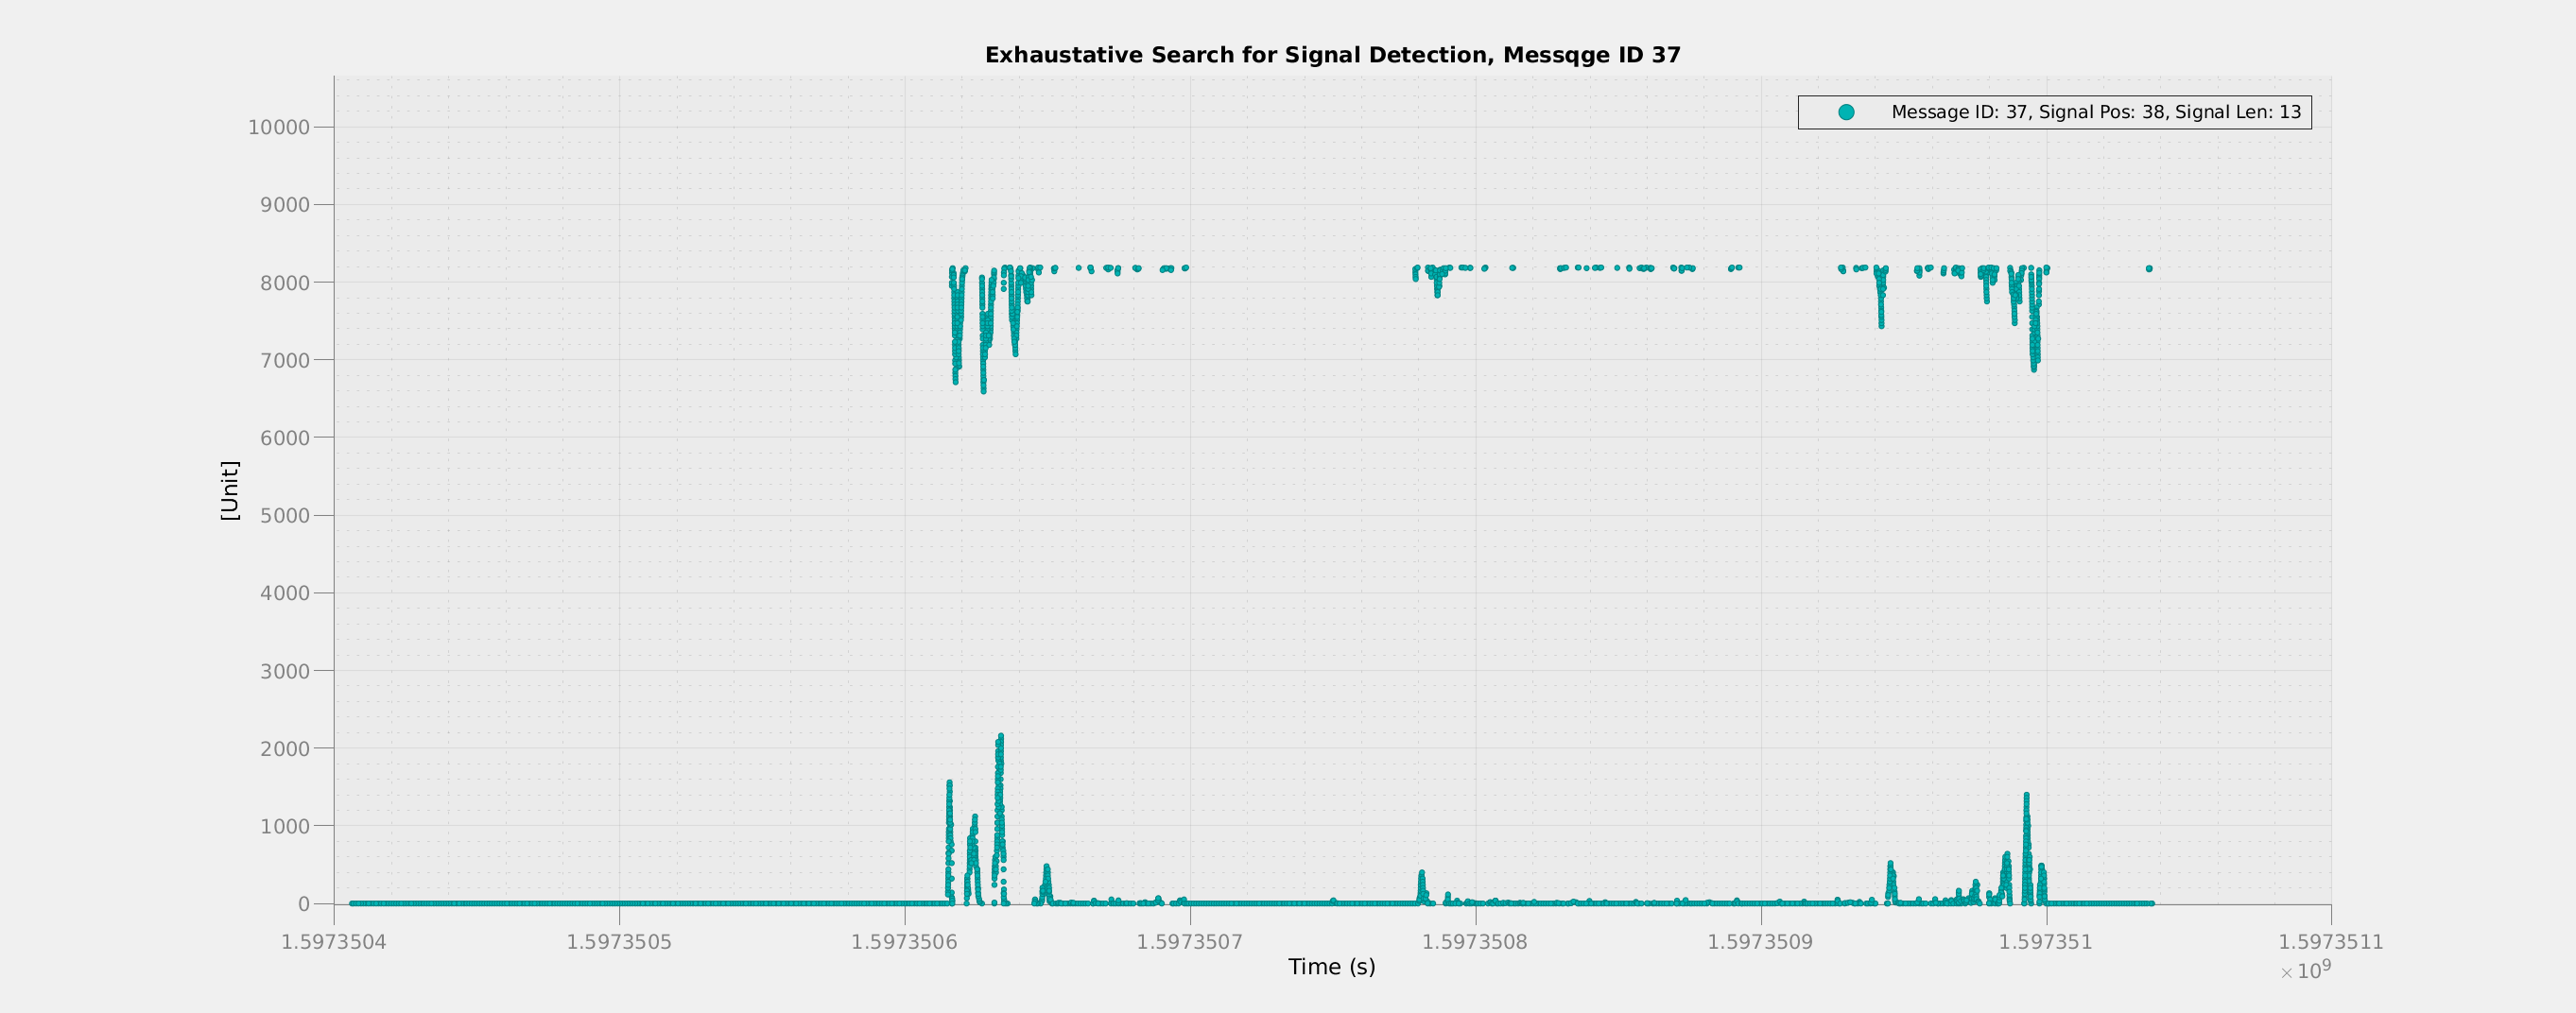 Exhaustative Search for Signal Detection, Messqge ID 37
Message ID: 37, Signal Pos: 38, Signal Len: 13
10000
9000
8000
7000
6000
5000
4000
3000
2000
1000
0
[Unit]
1.5973504 1.5973505 1.5973506 1.5973507 1.5973508 1.5973509 1.597351 1.5973511
Time (s)
× 10⁹